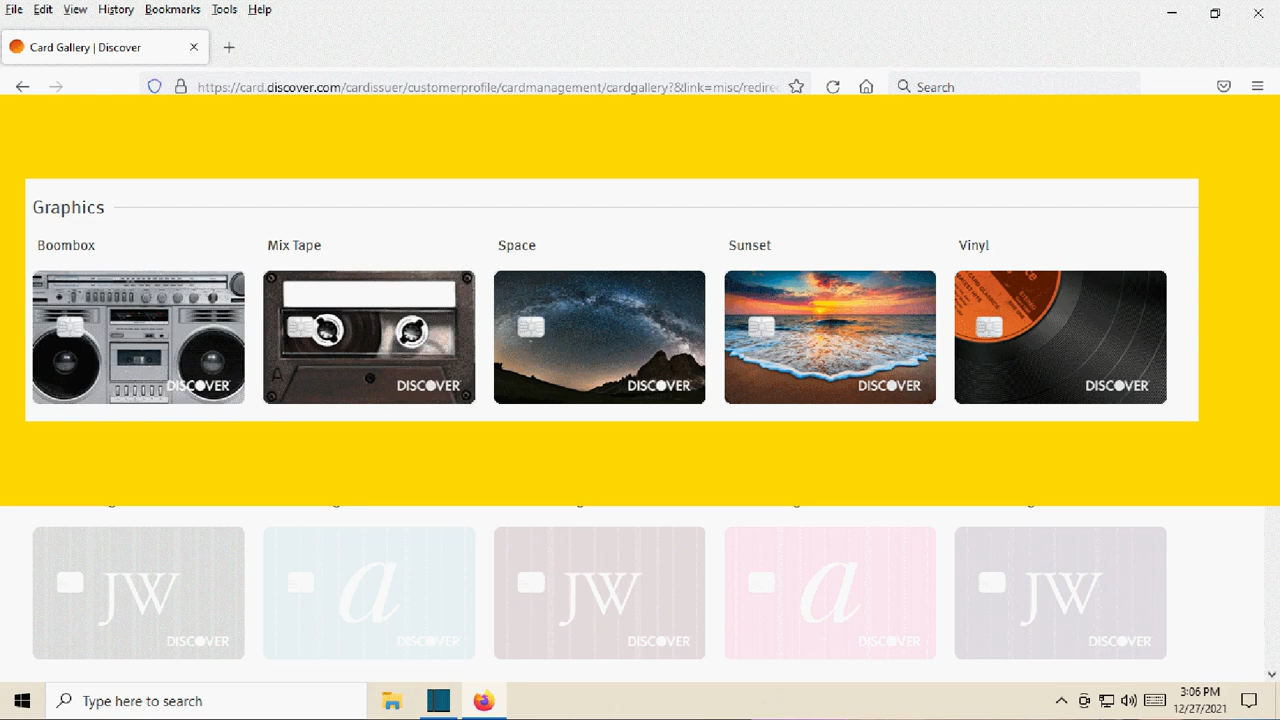 File Edit View History Bookmarks Tools Help
Card Gallery | Discover
https://card.discover.com/cardissuer/customerprofile/cardmanagement/cardgallery?&link=misc/redire
Search
Graphics
Boombox Mix Tape Space Sunset Vinyl
DISCOVER DISCOVER DISCOVER DISCOVER DISCOVER
A
JW a JW a JW
DISCOVER DISCOVER DISCOVER DISCOVER DISCOVER
Type here to search
3:06 PM
12/27/2021